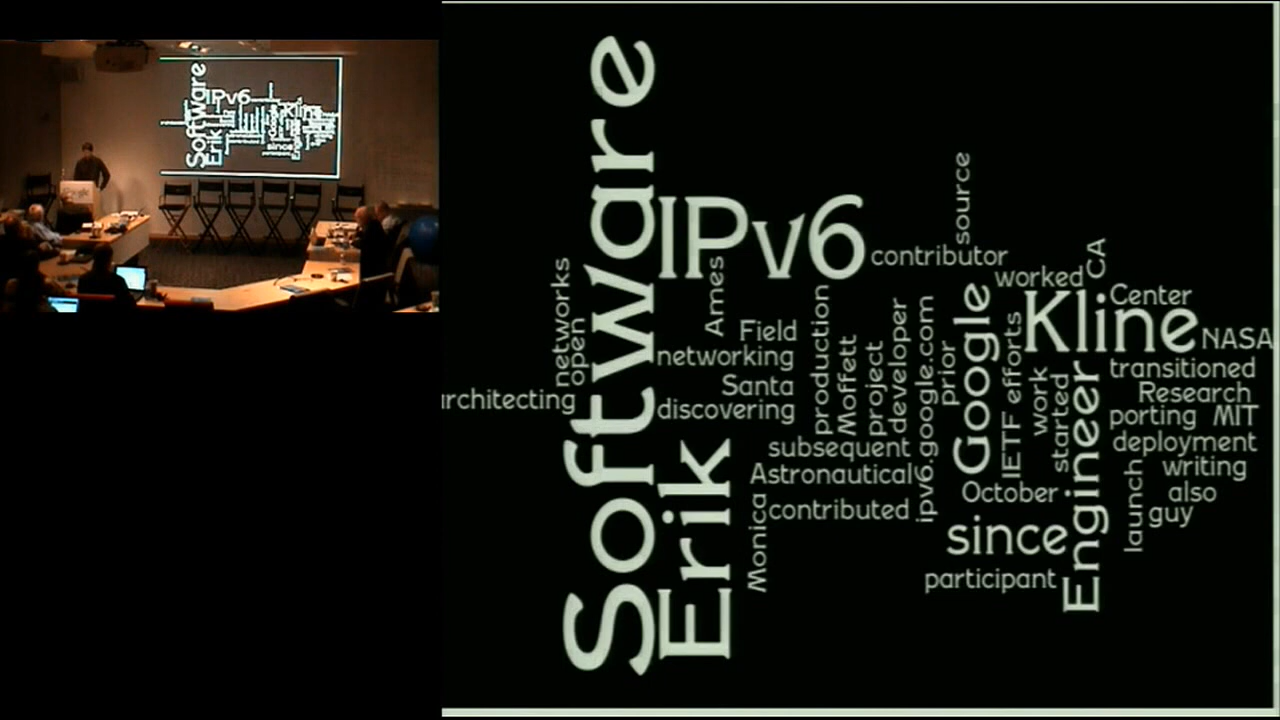 Software
IPv6
source
contributor
worked
CA
networks
open
Ames
Field
networking
Santa
discovering
production
Moffett
project
developer
ipv6.google.com
prior
Google
IETF
efforts
work
started
Kline
Center
NASA
transitioned
Research
porting
MIT
deployment
writing
also
guy
launch
Engineer
rchitecting
Erik
subsequent
Astronautical
contributed
Monica
October
since
participant